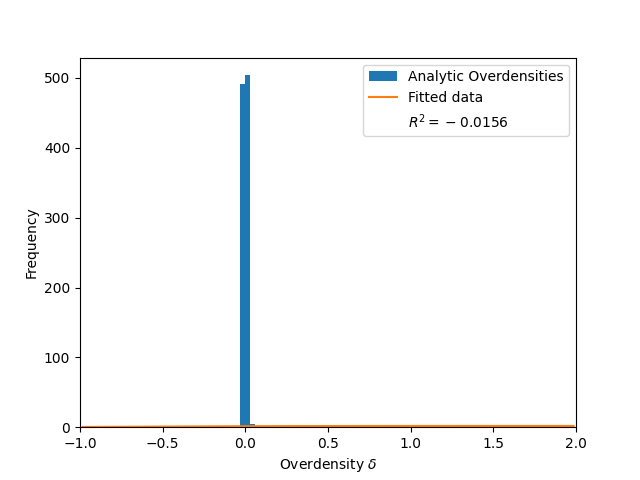 500
400
300
200
100
0
Frequency
−1.0 −0.5 0.0 0.5 1.0 1.5 2.0
Overdensity δ
Analytic Overdensities
Fitted data
R² = − 0.0156